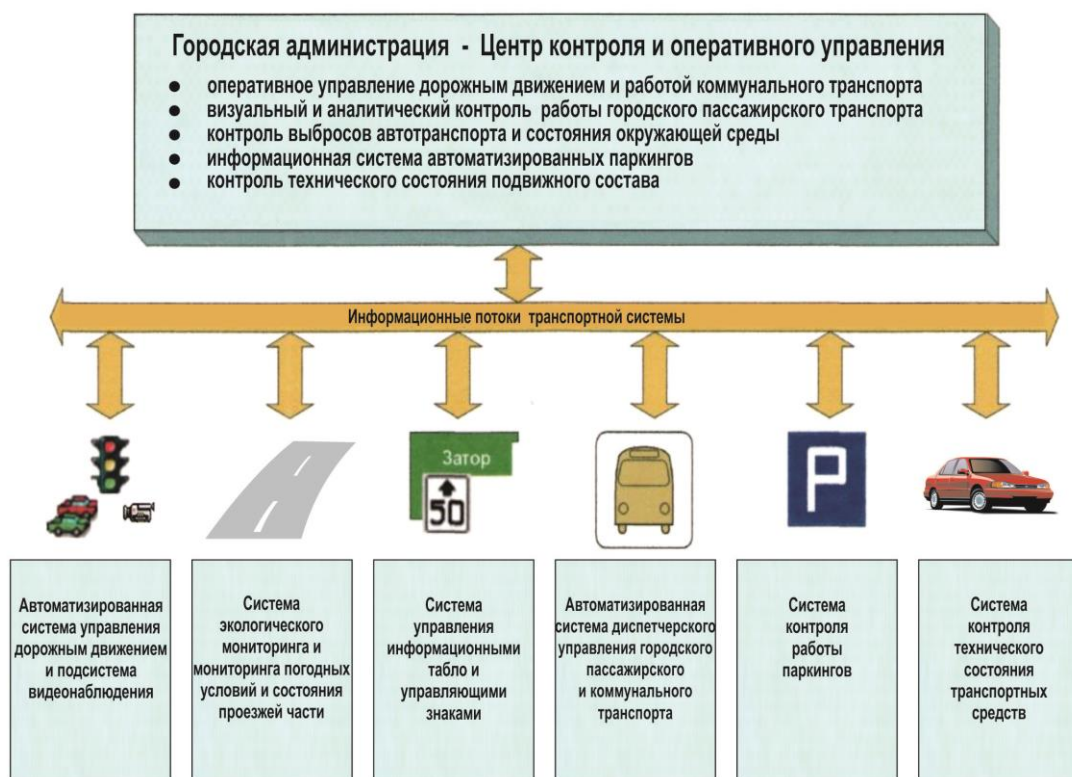 Городская администрация - Центр контроля и оперативного управления
● оперативное управление дорожным движением и работой коммунального транспорта
● визуальный и аналитический контроль работы городского пассажирского транспорта
● контроль выбросов автотранспорта и состояния окружающей среды
● информационная система автоматизированных паркингов
● контроль технического состояния подвижного состава
Информационные потоки транспортной системы
Затор
50
P
Автоматизированная
система управления
дорожным движением
и подсистема
видеонаблюдения
Система
экологического
мониторинга и
мониторинга погодных
условий и состояния
проезжей части
Система
управления
информационными
табло и
управляющими
знаками
Автоматизированная
система диспетчерского
управления городского
пассажирского
и коммунального
транспорта
Система
контроля
работы
паркингов
Система
контроля
технического
состояния
транспортных
средств